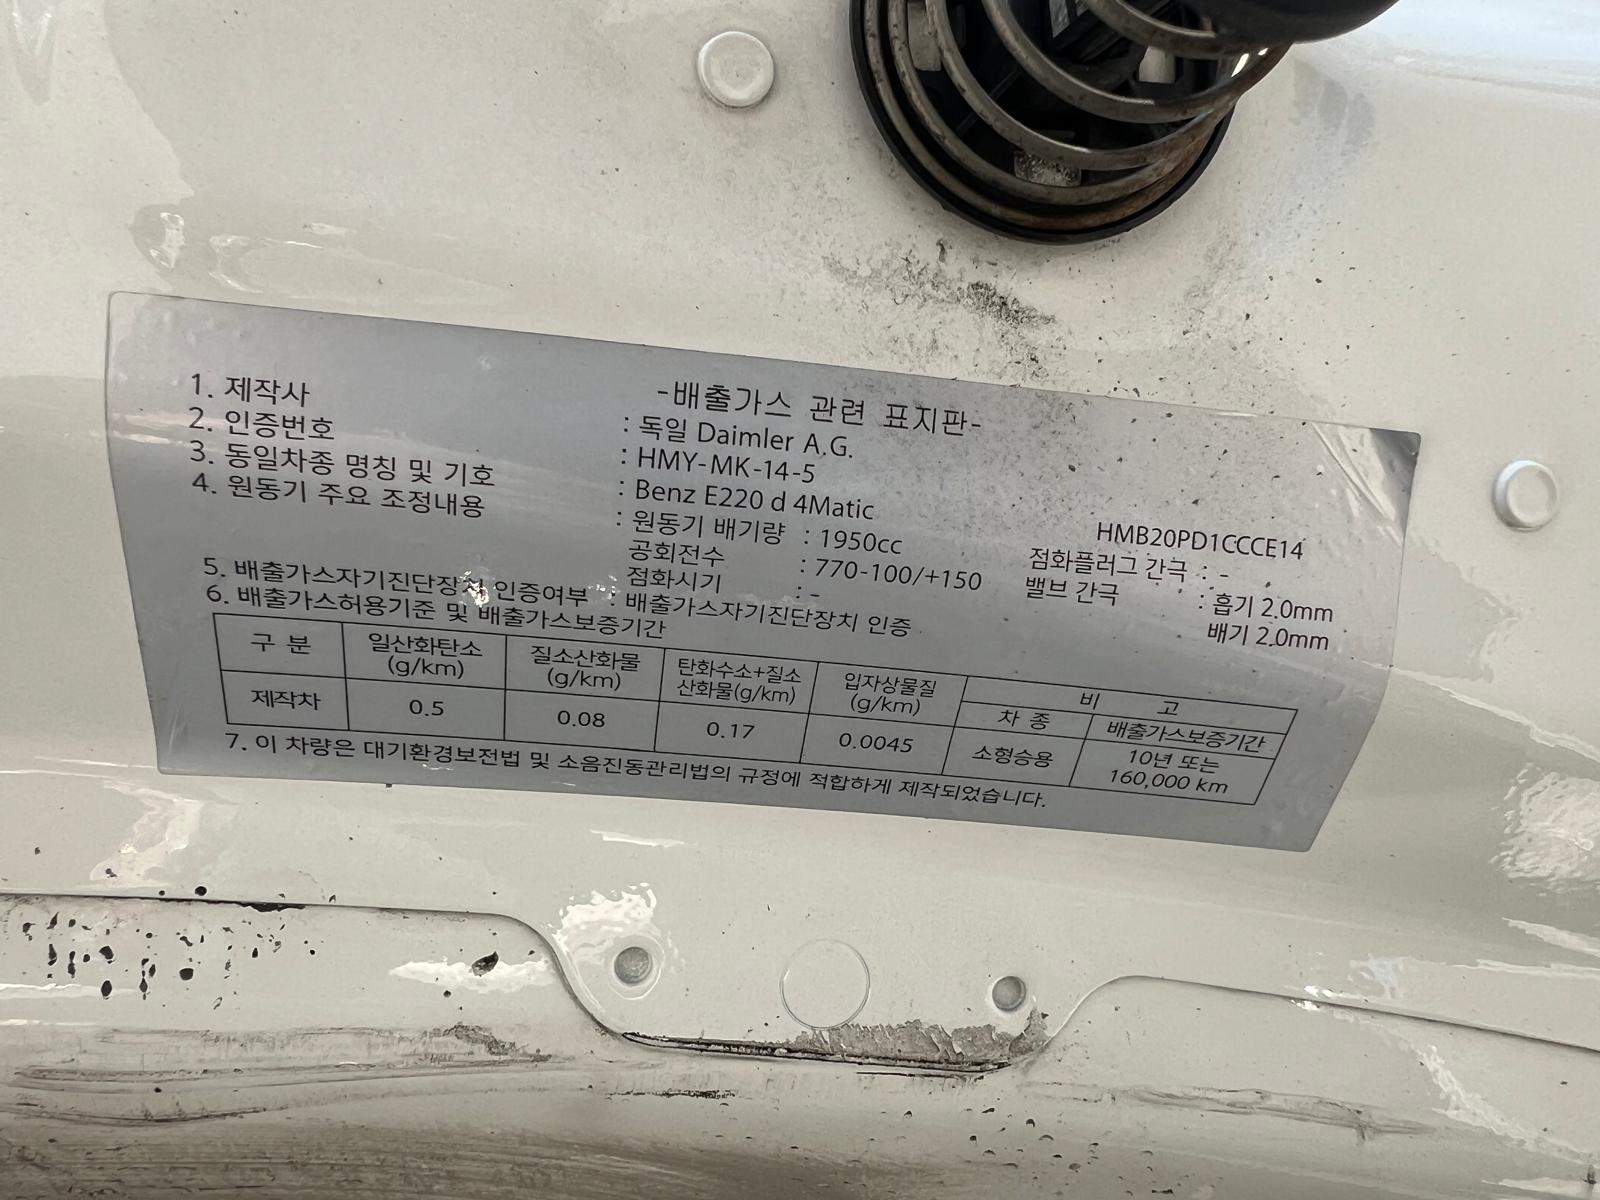 -배출가스 관련 표지판-
1. 제작사 : 독일 Daimler A.G.
2. 인증번호 : HMY-MK-14-5
3. 동일차종 명칭 및 기호 : Benz E220 d 4Matic HMB20PD1CCCE14
4. 원동기 주요 조정내용 : 원동기 배기량 : 1950cc 점화플러그 간극 : -
공회전수 : 770-100/+150 밸브 간극 : 흡기 2.0mm
점화시기 : - 배기 2.0mm
5. 배출가스자기진단장치 인증여부 : 배출가스자기진단장치 인증
6. 배출가스허용기준 및 배출가스보증기간
구 분 일산화탄소 (g/km) 질소산화물 (g/km) 탄화수소+질소산화물(g/km) 입자상물질 (g/km) 비 고
차 종 배출가스보증기간
제작차 0.5 0.08 0.17 0.0045 소형승용 10년 또는 160,000 km
7. 이 차량은 대기환경보전법 및 소음진동관리법의 규정에 적합하게 제작되었습니다.